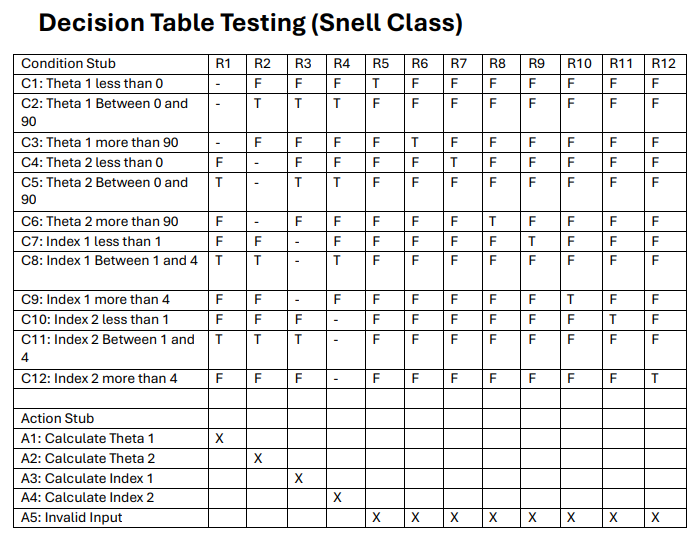 Decision Table Testing (Snell Class)
Condition Stub R1 R2 R3 R4 R5 R6 R7 R8 R9 R10 R11 R12
C1: Theta 1 less than 0 - F F F T F F F F F F F
C2: Theta 1 Between 0 and - T T T F F F F F F F F
90
C3: Theta 1 more than 90 - F F F F T F F F F F F
C4: Theta 2 less than 0 F - F F F F T F F F F F
C5: Theta 2 Between 0 and T - T T F F F F F F F F
90
C6: Theta 2 more than 90 F - F F F F F T F F F F
C7: Index 1 less than 1 F F - F F F F F T F F F
C8: Index 1 Between 1 and 4 T T - T F F F F F F F F
C9: Index 1 more than 4 F F - F F F F F F T F F
C10: Index 2 less than 1 F F F - F F F F F F T F
C11: Index 2 Between 1 and T T T - F F F F F F F F
4
C12: Index 2 more than 4 F F F - F F F F F F F T
Action Stub
A1: Calculate Theta 1 X
A2: Calculate Theta 2 X
A3: Calculate Index 1 X
A4: Calculate Index 2 X
A5: Invalid Input X X X X X X X X